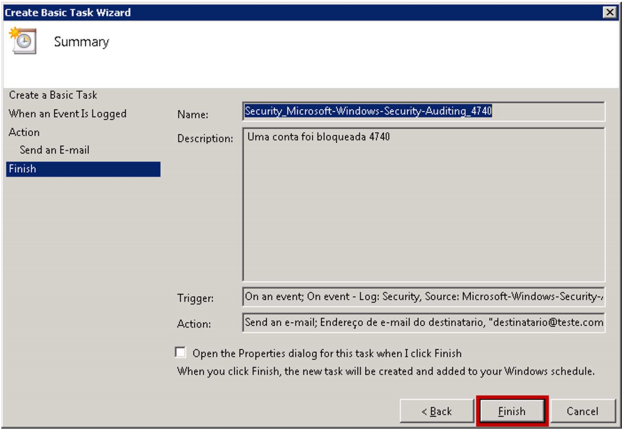 Create Basic Task Wizard
Summary
Create a Basic Task
When an Event Is Logged
Action
Send an E-mail
Finish
Name: Security_Microsoft-Windows-Security-Auditing_4740
Description: Uma conta foi bloqueada 4740
Trigger: On an event; On event - Log: Security, Source: Microsoft-Windows-Security-
Action: Send an e-mail; Endereço de e-mail do destinatario, "destinatario@teste.com
Open the Properties dialog for this task when I click Finish
When you click Finish, the new task will be created and added to your Windows schedule.
< Back Finish Cancel